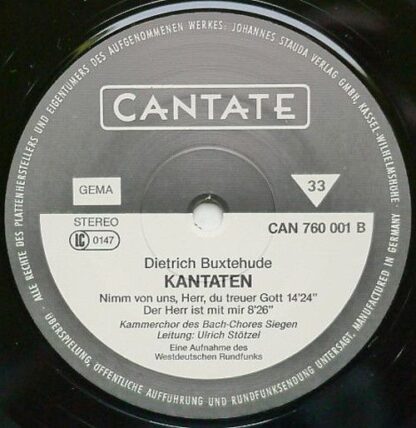 ALLE RECHTE DES PLATTENHERSTELLERS UND EIGENTUMERS DES AUFGENOMMENEN WERKES: JOHANNES STAUDA VERLAG GMBH, KASSEL-WILHELMSHÖHE ·
CANTATE
GEMA
33
STEREO
LC 0147
CAN 760 001 B
Dietrich Buxtehude
KANTATEN
Nimm von uns, Herr, du treuer Gott 14'24"
Der Herr ist mit mir 8'26"
Kammerchor des Bach-Chores Siegen
Leitung: Ulrich Stötzel
Eine Aufnahme des
Westdeutschen Rundfunks
· ÜBERSPIELUNG, ÖFFENTLICHE AUFFÜHRUNG UND RUNDFUNKSENDUNG UNTERSAGT, MANUFACTURED IN GERMANY ·